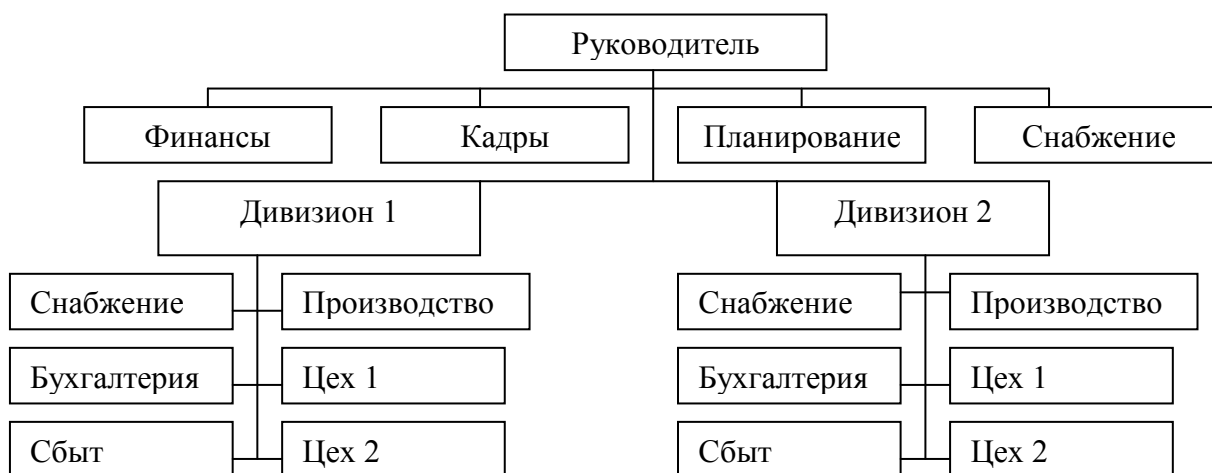 Руководитель
Финансы
Кадры
Планирование
Снабжение
Дивизион 1
Дивизион 2
Снабжение
Производство
Снабжение
Производство
Бухгалтерия
Цех 1
Бухгалтерия
Цех 1
Сбыт
Цех 2
Сбыт
Цех 2